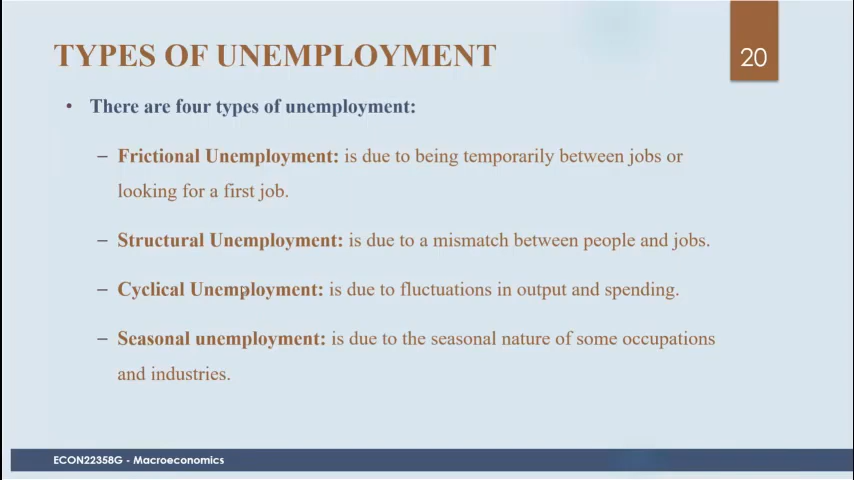 TYPES OF UNEMPLOYMENT
20
• There are four types of unemployment:
– Frictional Unemployment: is due to being temporarily between jobs or
looking for a first job.
– Structural Unemployment: is due to a mismatch between people and jobs.
– Cyclical Unemployment: is due to fluctuations in output and spending.
– Seasonal unemployment: is due to the seasonal nature of some occupations
and industries.
ECON22358G - Macroeconomics